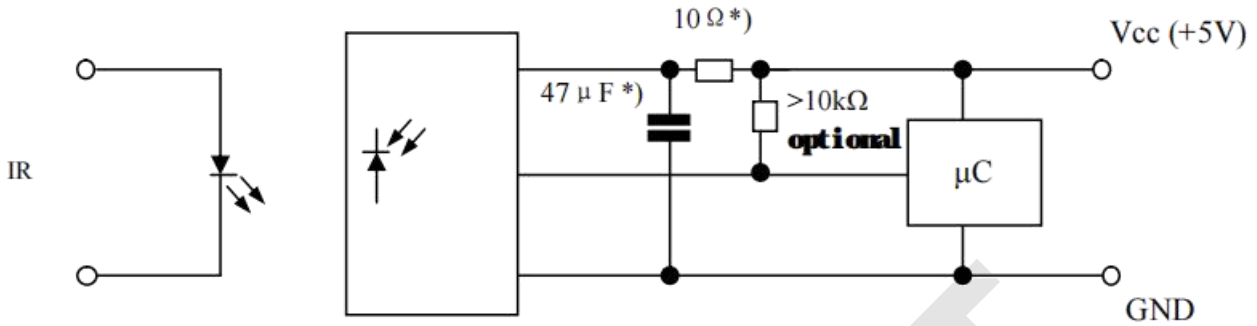 10 Ω *)
Vcc (+5V)
47 μ F *)
>10kΩ
optional
IR
μC
GND